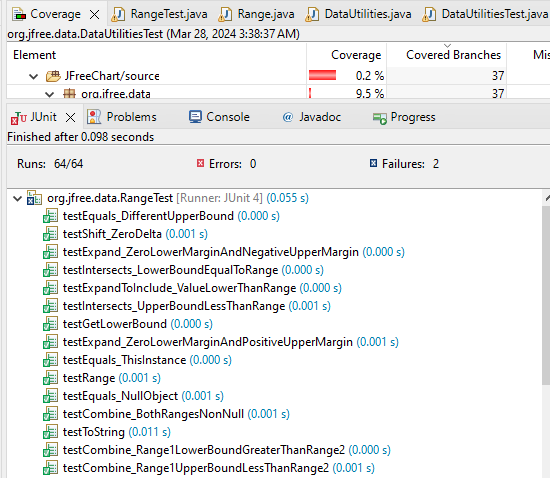 Coverage RangeTest.java Range.java DataUtilities.java DataUtilitiesTest.java
org.jfree.data.DataUtilitiesTest (Mar 28, 2024 3:38:37 AM)
Element Coverage Covered Branches Mis
JFreeChart/source 0.2 % 37
org.jfree.data 9.5 % 37
JUnit Problems Console @ Javadoc Progress
Finished after 0.098 seconds
Runs: 64/64 Errors: 0 Failures: 2
org.jfree.data.RangeTest [Runner: JUnit 4] (0.055 s)
testEquals_DifferentUpperBound (0.000 s)
testShift_ZeroDelta (0.001 s)
testExpand_ZeroLowerMarginAndNegativeUpperMargin (0.000 s)
testIntersects_LowerBoundEqualToRange (0.000 s)
testExpandToInclude_ValueLowerThanRange (0.000 s)
testIntersects_UpperBoundLessThanRange (0.001 s)
testGetLowerBound (0.000 s)
testExpand_ZeroLowerMarginAndPositiveUpperMargin (0.001 s)
testEquals_ThisInstance (0.000 s)
testRange (0.001 s)
testEquals_NullObject (0.001 s)
testCombine_BothRangesNonNull (0.001 s)
testToString (0.011 s)
testCombine_Range1LowerBoundGreaterThanRange2 (0.000 s)
testCombine_Range1UpperBoundLessThanRange2 (0.001 s)